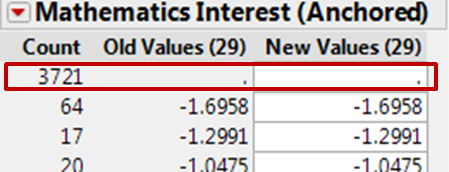 Mathematics Interest (Anchored)
Count Old Values (29) New Values (29)
3721 . .
64 -1.6958 -1.6958
17 -1.2991 -1.2991
20 -1.0475 -1.0475